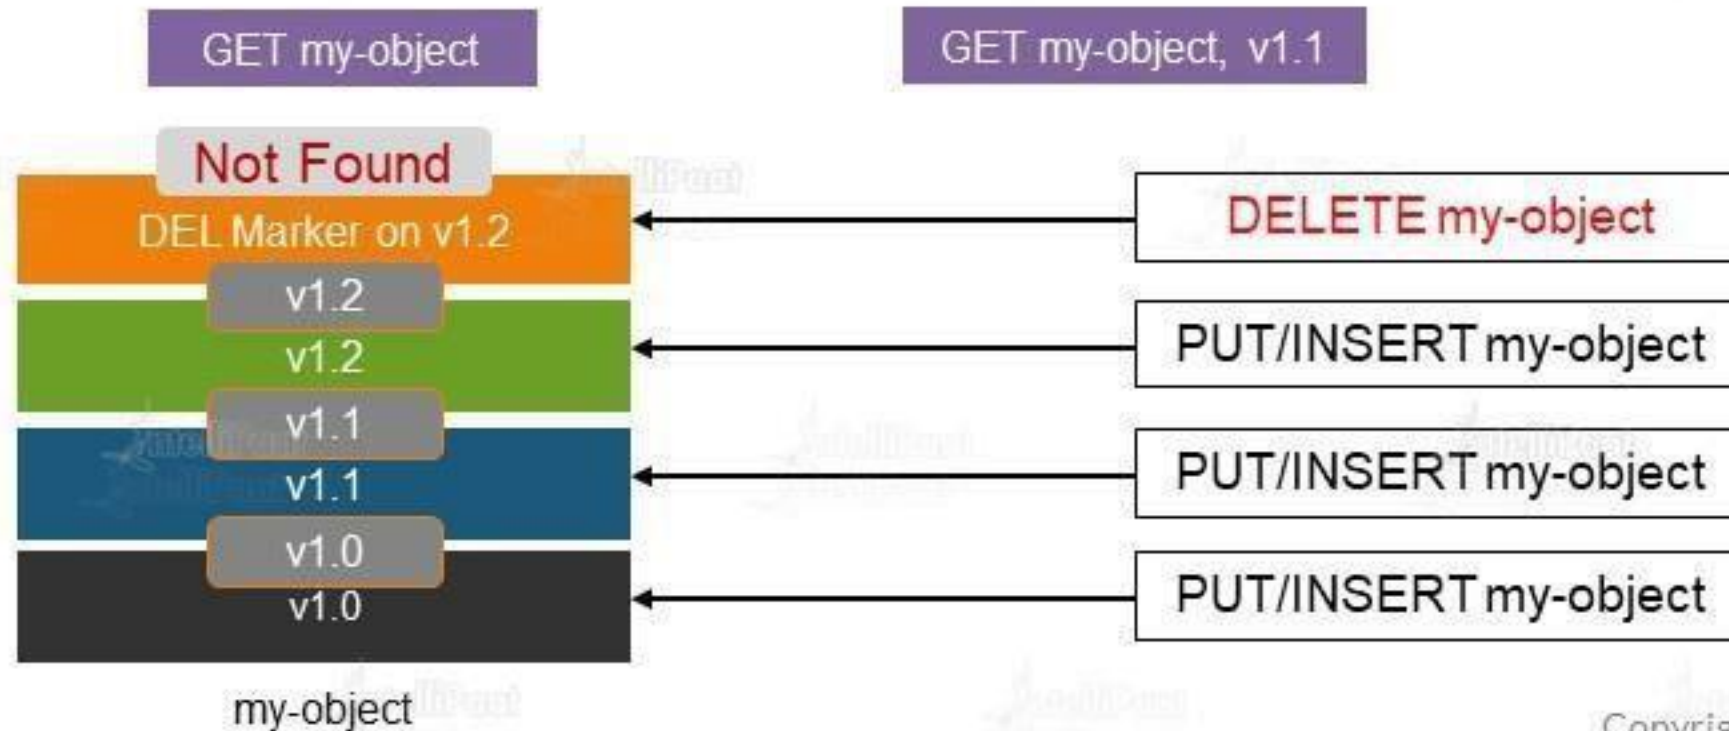 GET my-object
GET my-object, v1.1
Not Found
DEL Marker on v1.2
DELETE my-object
v1.2
v1.2
PUT/INSERT my-object
v1.1
v1.1
PUT/INSERT my-object
v1.0
v1.0
PUT/INSERT my-object
my-object